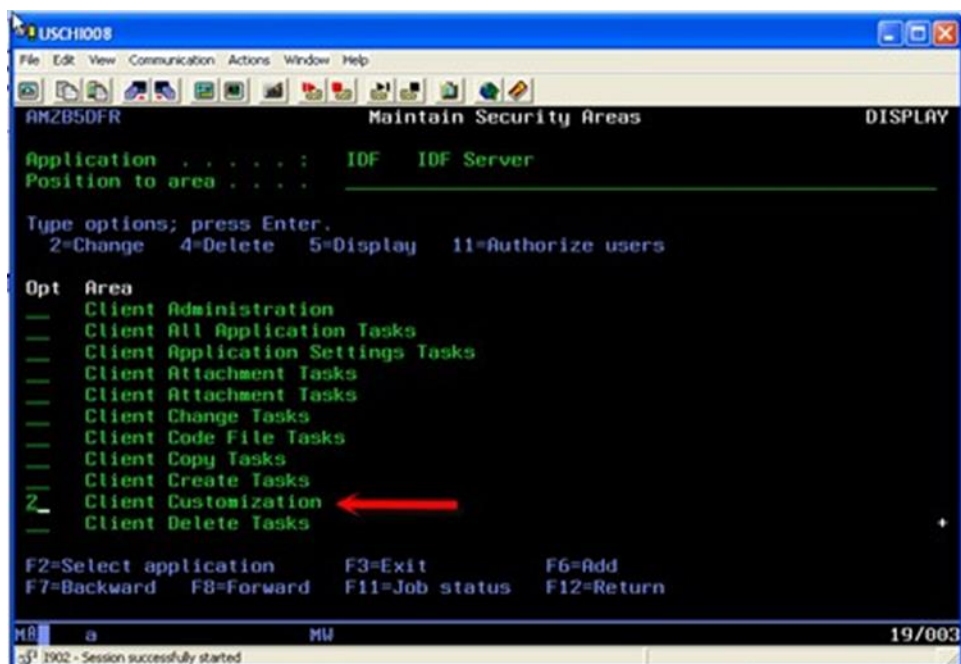 USCHI008
File Edit View Communication Actions Window Help
AMZB5DFR Maintain Security Areas DISPLAY
Application . . . . . : IDF IDF Server
Position to area . . . .
Type options; press Enter.
2=Change 4=Delete 5=Display 11=Authorize users
Opt Area
Client Administration
Client All Application Tasks
Client Application Settings Tasks
Client Attachment Tasks
Client Attachment Tasks
Client Change Tasks
Client Code File Tasks
Client Copy Tasks
Client Create Tasks
2_ Client Customization
Client Delete Tasks
+
F2=Select application F3=Exit F6=Add
F7=Backward F8=Forward F11=Job status F12=Return
MA a MW 19/003
I902 - Session successfully started